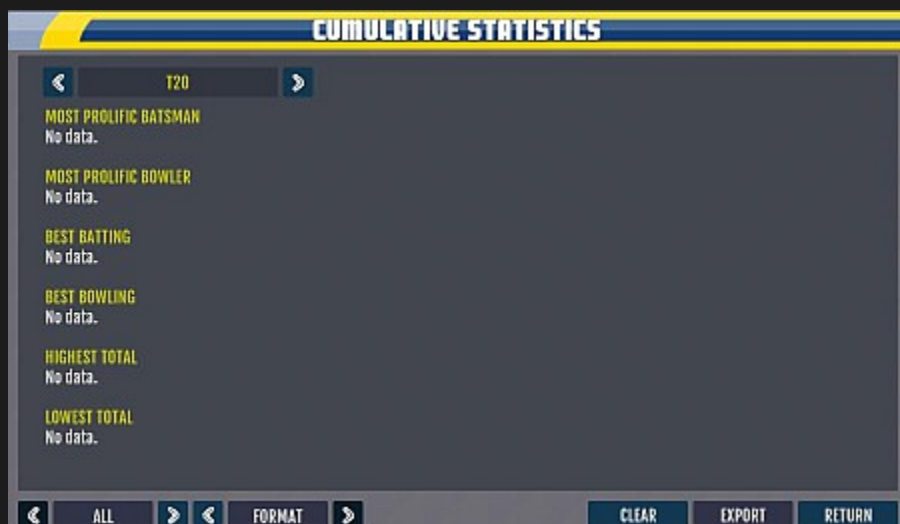 CUMULATIVE STATISTICS
T20
MOST PROLIFIC BATSMAN
No data.
MOST PROLIFIC BOWLER
No data.
BEST BATTING
No data.
BEST BOWLING
No data.
HIGHEST TOTAL
No data.
LOWEST TOTAL
No data.
ALL FORMAT CLEAR EXPORT RETURN